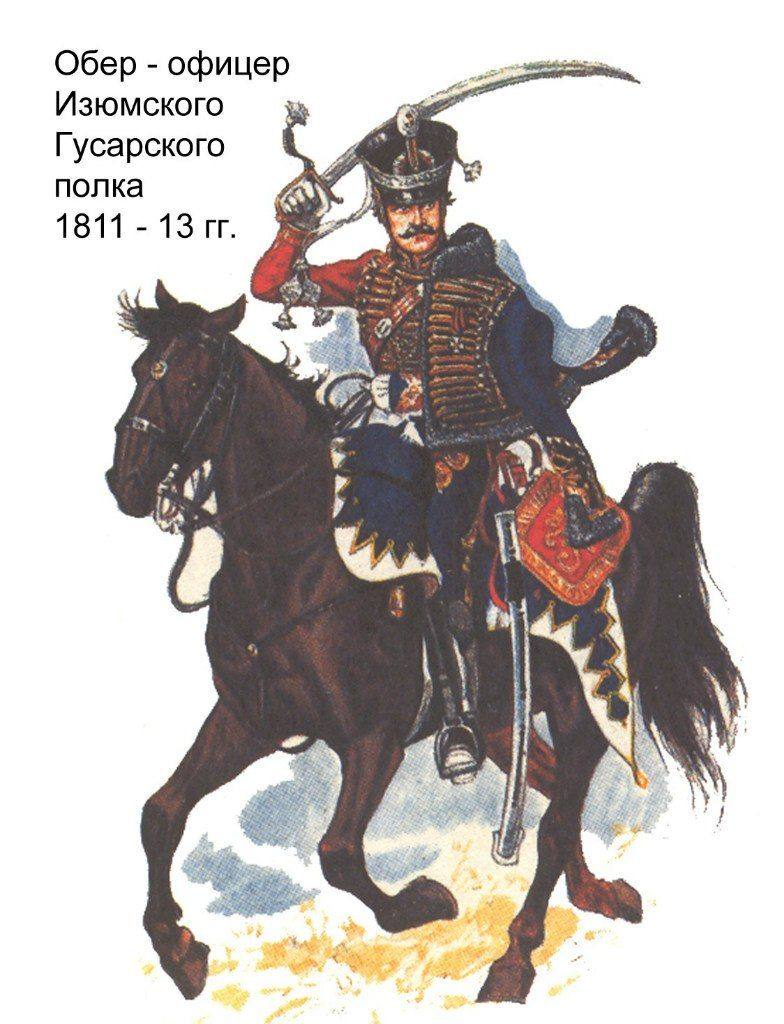 Обер - офицер
Изюмского
Гусарского
полка
1811 - 13 гг.